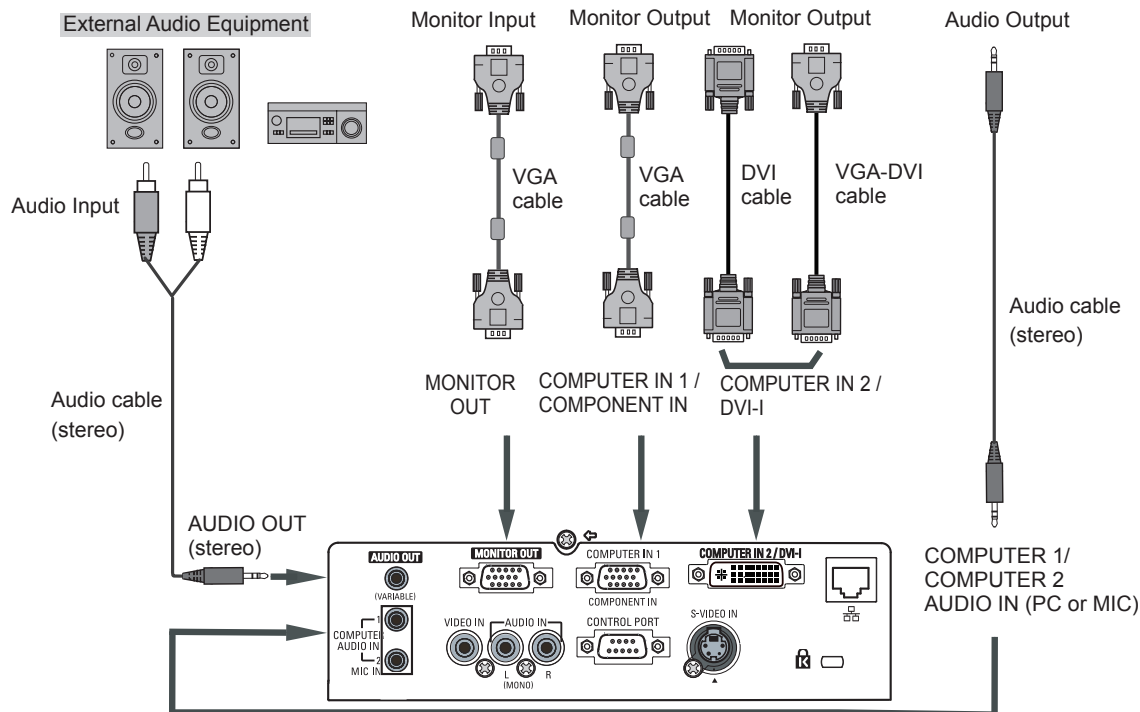 External Audio Equipment
Monitor Input
Monitor Output
Monitor Output
Audio Output
Audio Input
VGA
cable
VGA
cable
DVI
cable
VGA-DVI
cable
Audio cable
(stereo)
Audio cable
(stereo)
MONITOR
OUT
COMPUTER IN 1 /
COMPONENT IN
COMPUTER IN 2 /
DVI-I
AUDIO OUT
(stereo)
COMPUTER 1/
COMPUTER 2
AUDIO IN (PC or MIC)
AUDIO OUT
(VARIABLE)
MONITOR OUT
COMPUTER IN 1
COMPONENT IN
COMPUTER IN 2 / DVI-I
1
COMPUTER
AUDIO IN
2
MIC IN
VIDEO IN
AUDIO IN
L
(MONO)
R
CONTROL PORT
S-VIDEO IN
K